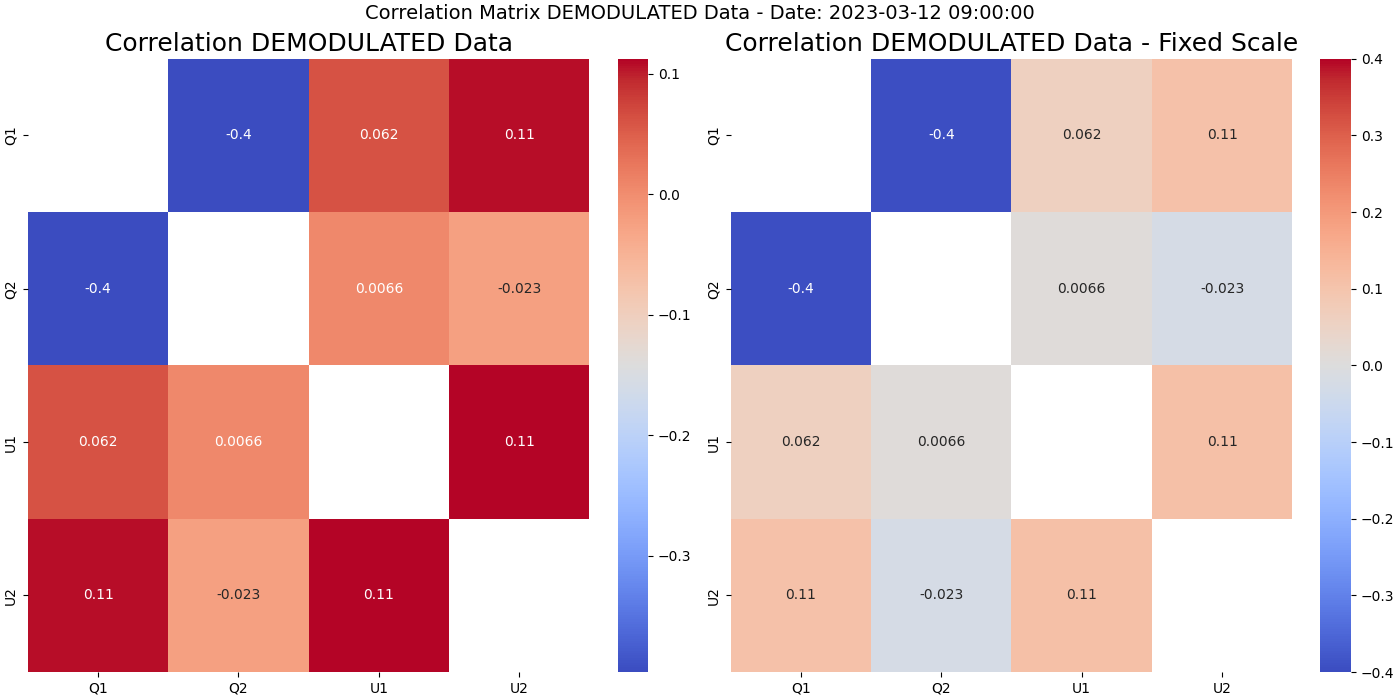 Correlation Matrix DEMODULATED Data - Date: 2023-03-12 09:00:00
Correlation DEMODULATED Data
Q1
-0.4 0.062 0.11
Q2
-0.4 0.0066 -0.023
U1
0.062 0.0066 0.11
U2
0.11 -0.023 0.11
Q1 Q2 U1 U2
0.1
0.0
−0.1
−0.2
−0.3
Correlation DEMODULATED Data - Fixed Scale
Q1
-0.4 0.062 0.11
Q2
-0.4 0.0066 -0.023
U1
0.062 0.0066 0.11
U2
0.11 -0.023 0.11
Q1 Q2 U1 U2
0.4
0.3
0.2
0.1
0.0
−0.1
−0.2
−0.3
−0.4